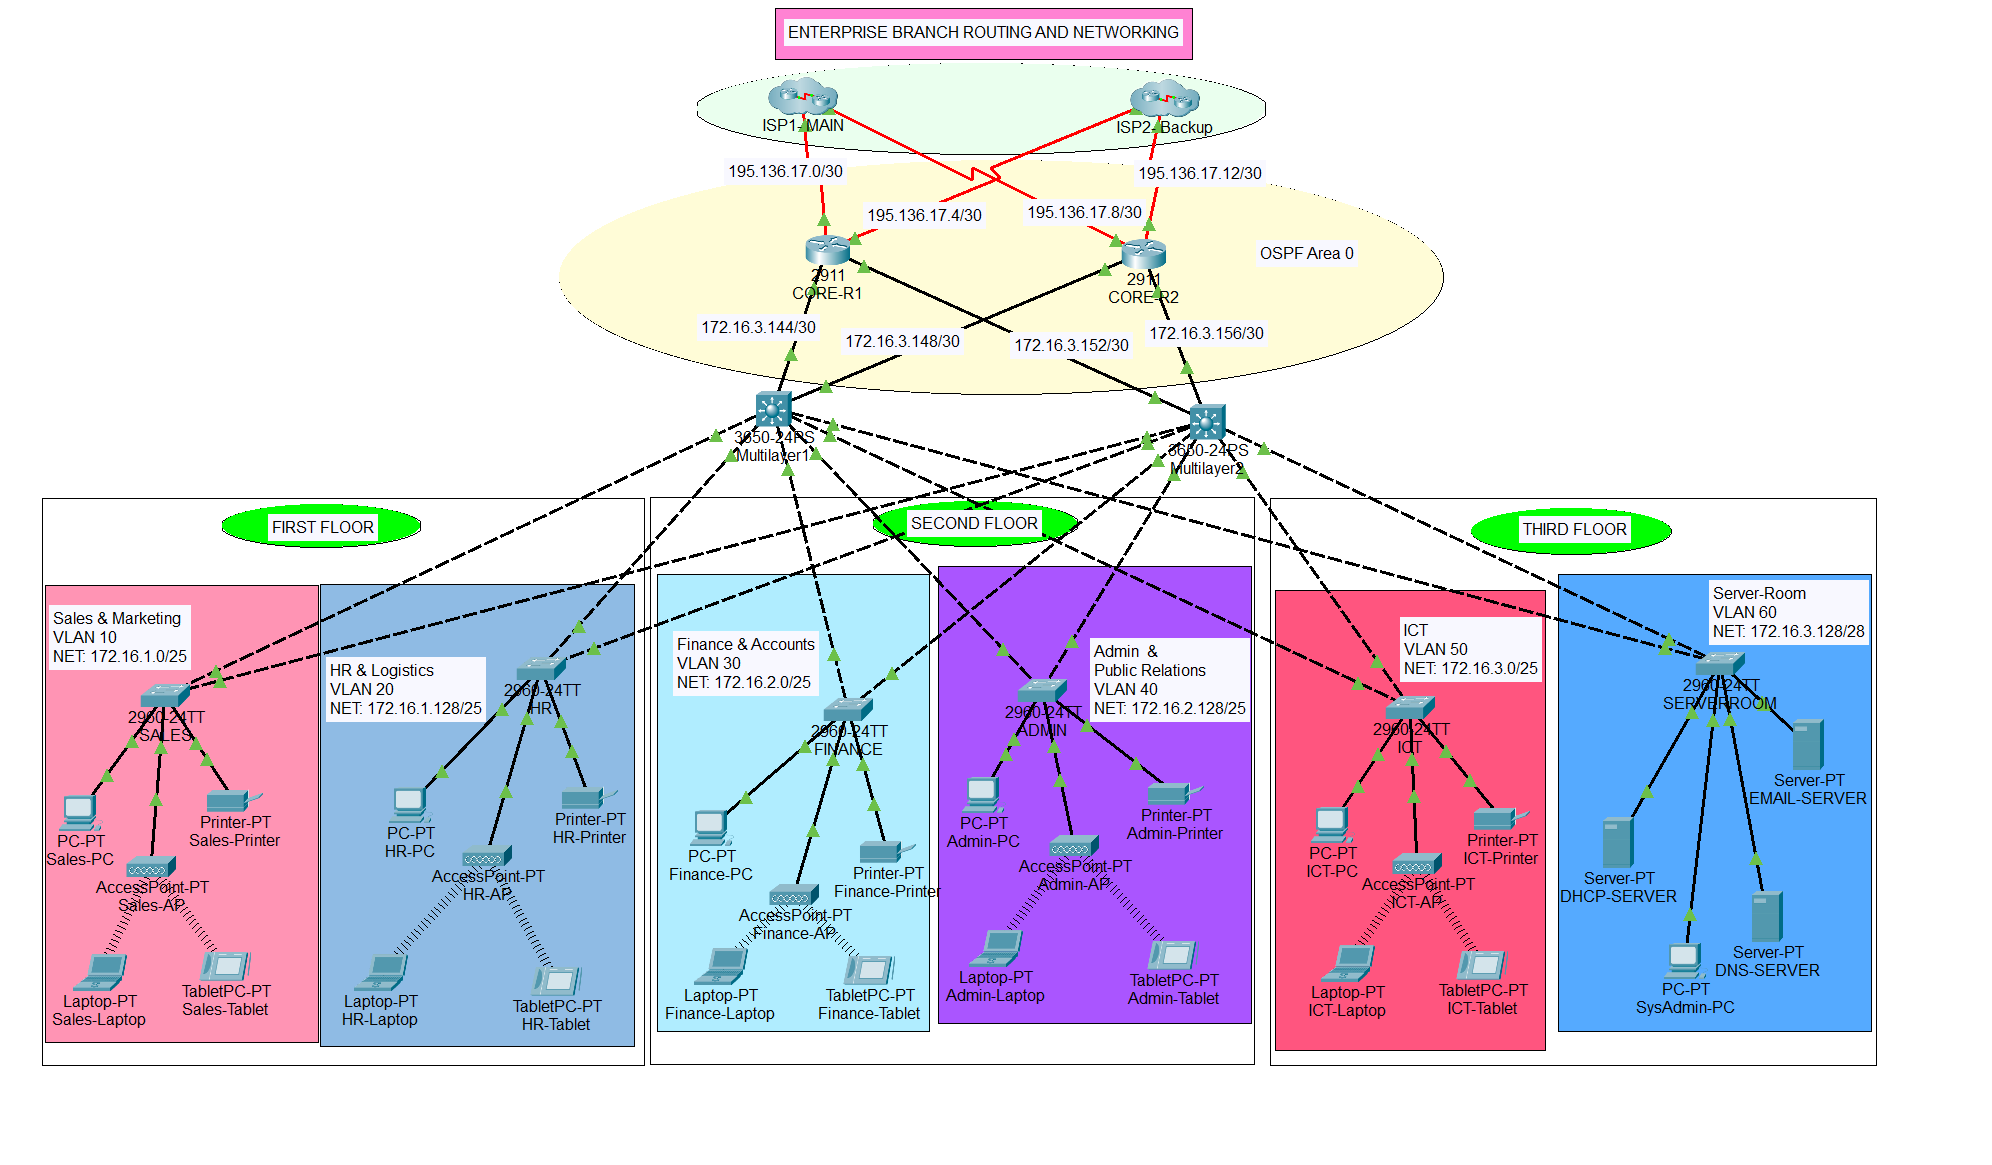 ENTERPRISE BRANCH ROUTING AND NETWORKING
ISP1- MAIN
ISP2- Backup
195.136.17.0/30
195.136.17.12/30
195.136.17.4/30
195.136.17.8/30
OSPF Area 0
2911
CORE-R1
2911
CORE-R2
172.16.3.144/30
172.16.3.148/30
172.16.3.152/30
172.16.3.156/30
3650-24PS
Multilayer1
3650-24PS
Multilayer2
FIRST FLOOR
SECOND FLOOR
THIRD FLOOR
Sales & Marketing
VLAN 10
NET: 172.16.1.0/25
2960-24TT
SALES
PC-PT
Sales-PC
Printer-PT
Sales-Printer
AccessPoint-PT
Sales-AP
Laptop-PT
Sales-Laptop
TabletPC-PT
Sales-Tablet
HR & Logistics
VLAN 20
NET: 172.16.1.128/25
2960-24TT
HR
PC-PT
HR-PC
Printer-PT
HR-Printer
AccessPoint-PT
HR-AP
Laptop-PT
HR-Laptop
TabletPC-PT
HR-Tablet
Finance & Accounts
VLAN 30
NET: 172.16.2.0/25
2960-24TT
FINANCE
PC-PT
Finance-PC
Printer-PT
Finance-Printer
AccessPoint-PT
Finance-AP
Laptop-PT
Finance-Laptop
TabletPC-PT
Finance-Tablet
Admin &
Public Relations
VLAN 40
NET: 172.16.2.128/25
2960-24TT
ADMIN
PC-PT
Admin-PC
Printer-PT
Admin-Printer
AccessPoint-PT
Admin-AP
Laptop-PT
Admin-Laptop
TabletPC-PT
Admin-Tablet
ICT
VLAN 50
NET: 172.16.3.0/25
2960-24TT
ICT
PC-PT
ICT-PC
Printer-PT
ICT-Printer
AccessPoint-PT
ICT-AP
Laptop-PT
ICT-Laptop
TabletPC-PT
ICT-Tablet
Server-Room
VLAN 60
NET: 172.16.3.128/28
2960-24TT
SERVERROOM
Server-PT
EMAIL-SERVER
Server-PT
DHCP-SERVER
Server-PT
DNS-SERVER
PC-PT
SysAdmin-PC